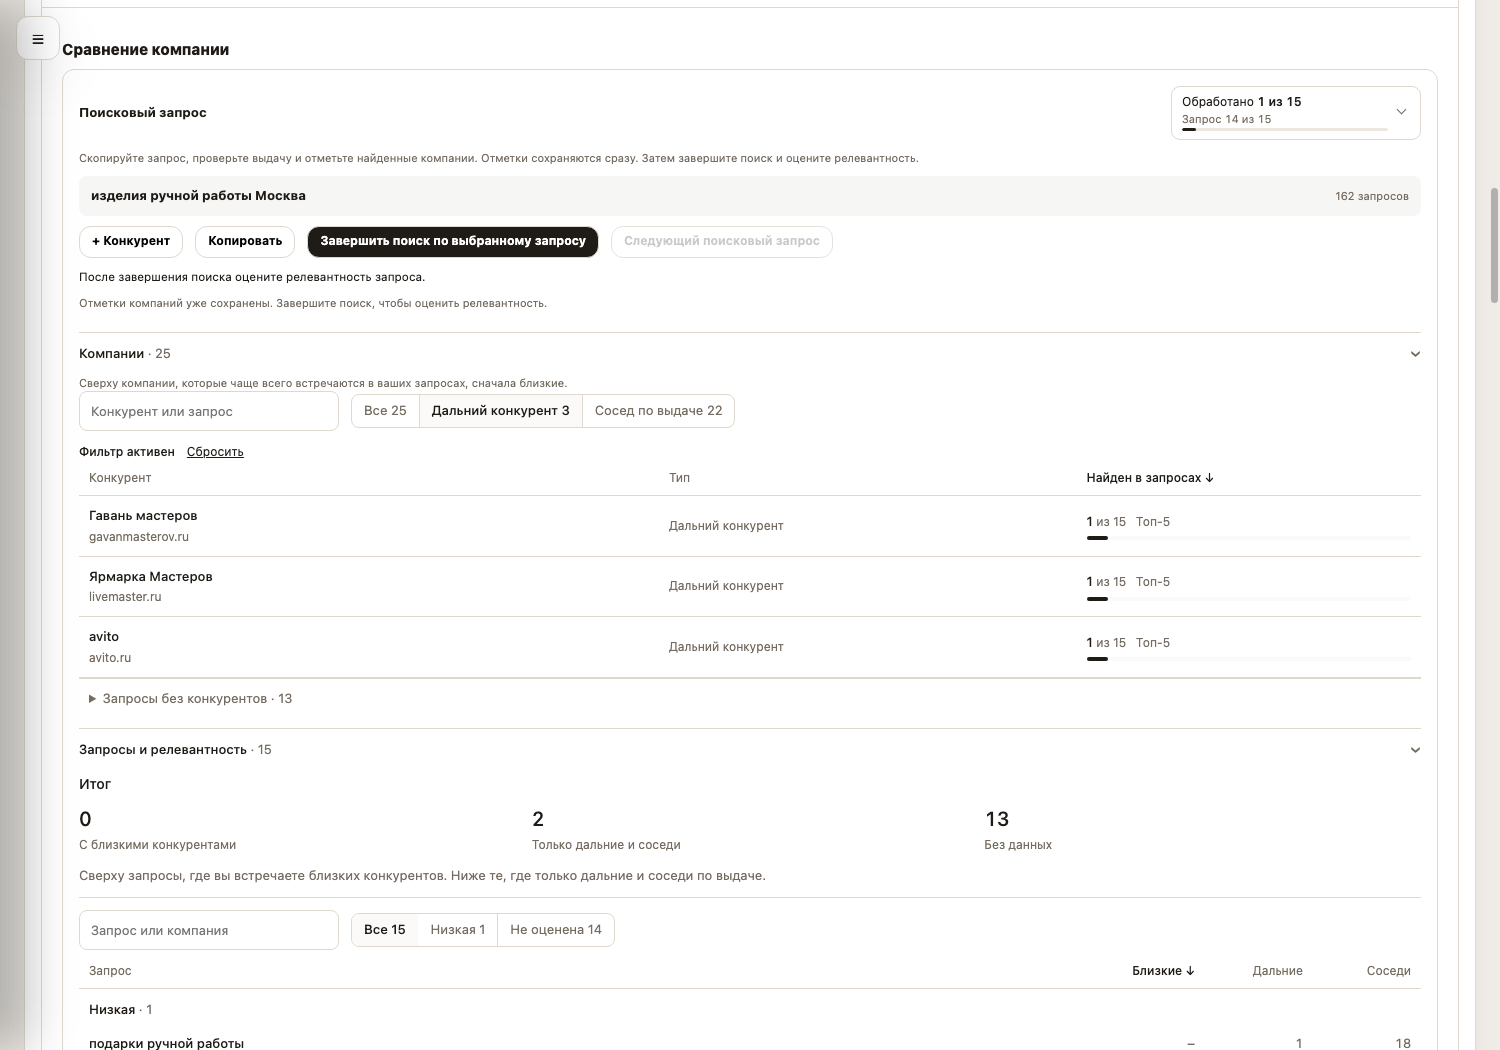 Сравнение компании
Поисковый запрос
Обработано 1 из 15
Запрос 14 из 15
Скопируйте запрос, проверьте выдачу и отметьте найденные компании. Отметки сохраняются сразу. Затем завершите поиск и оцените релевантность.
изделия ручной работы Москва 162 запросов
+ Конкурент Копировать Завершить поиск по выбранному запросу Следующий поисковый запрос
После завершения поиска оцените релевантность запроса.
Отметки компаний уже сохранены. Завершите поиск, чтобы оценить релевантность.
Компании · 25
Сверху компании, которые чаще всего встречаются в ваших запросах, сначала близкие.
Конкурент или запрос Все 25 Дальний конкурент 3 Сосед по выдаче 22
Фильтр активен Сбросить
Конкурент Тип Найден в запросах ↓
Гавань мастеров
gavanmasterov.ru
Дальний конкурент
1 из 15 Топ-5
Ярмарка Мастеров
livemaster.ru
Дальний конкурент
1 из 15 Топ-5
avito
avito.ru
Дальний конкурент
1 из 15 Топ-5
▶ Запросы без конкурентов · 13
Запросы и релевантность · 15
Итог
0 2 13
С близкими конкурентами Только дальние и соседи Без данных
Сверху запросы, где вы встречаете близких конкурентов. Ниже те, где только дальние и соседи по выдаче.
Запрос или компания Все 15 Низкая 1 Не оценена 14
Запрос Близкие ↓ Дальние Соседи
Низкая · 1
подарки ручной работы – 1 18